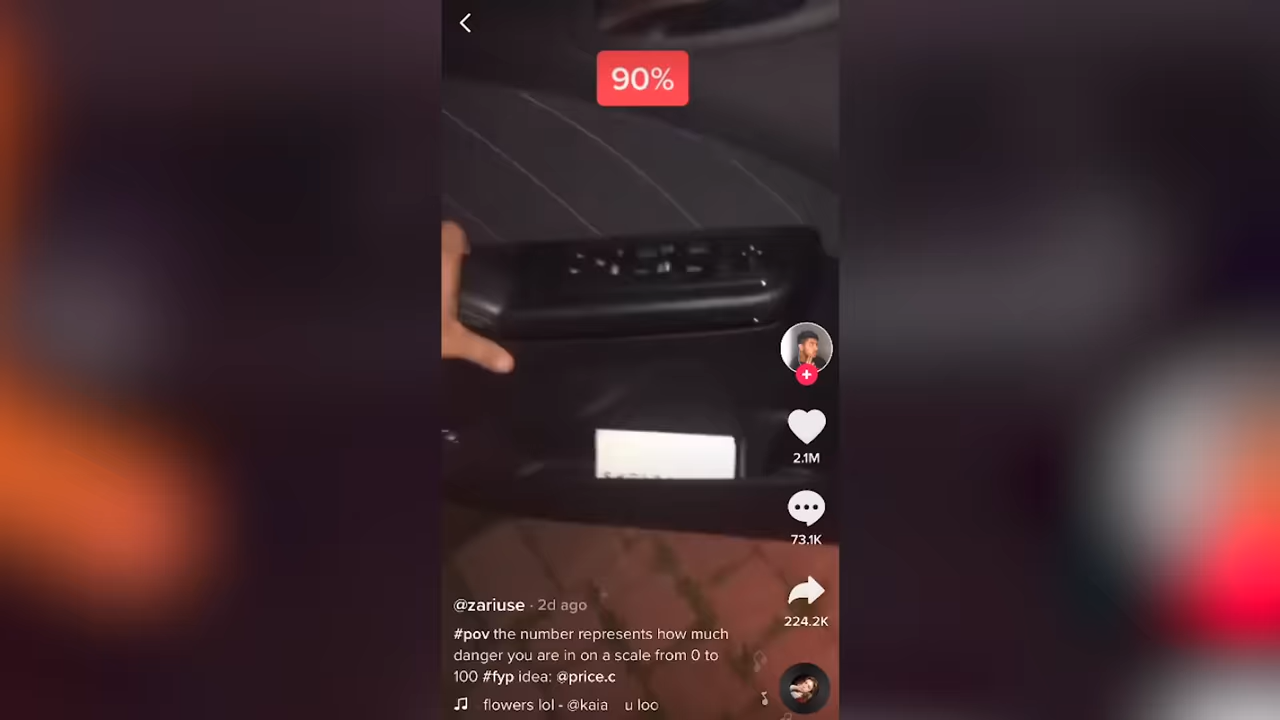 90%
2.1M
73.1K
224.2K
@zariuse · 2d ago
#pov the number represents how much
danger you are in on a scale from 0 to
100 #fyp idea: @price.c
flowers lol - @kaia u loo